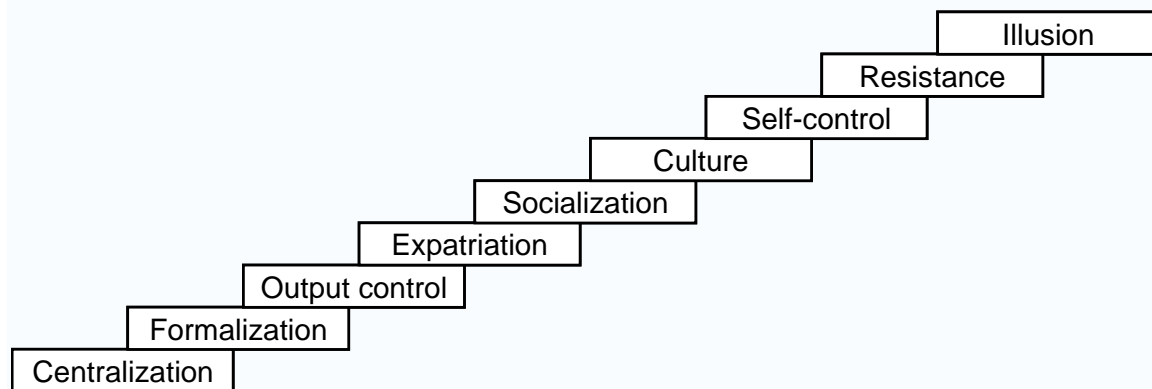 Illusion
Resistance
Self-control
Culture
Socialization
Expatriation
Output control
Formalization
Centralization